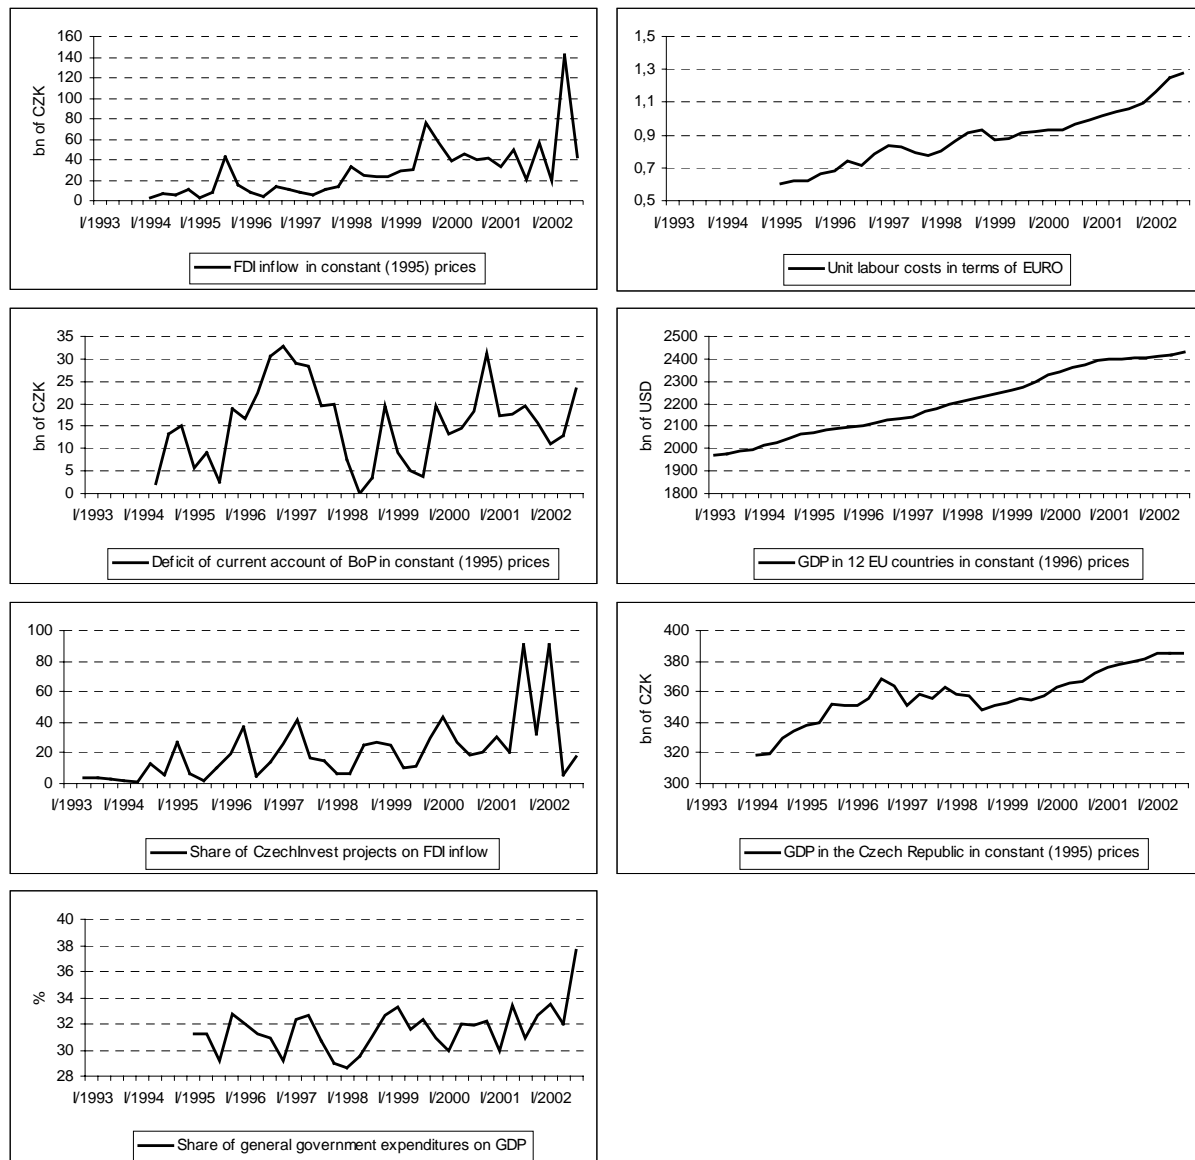 160
140
120
100
80
60
40
20
0
bn of CZK
I/1993 I/1994 I/1995 I/1996 I/1997 I/1998 I/1999 I/2000 I/2001 I/2002
FDI inflow in constant (1995) prices
1,5
1,3
1,1
0,9
0,7
0,5
I/1993 I/1994 I/1995 I/1996 I/1997 I/1998 I/1999 I/2000 I/2001 I/2002
Unit labour costs in terms of EURO
35
30
25
20
15
10
5
0
bn of CZK
I/1993 I/1994 I/1995 I/1996 I/1997 I/1998 I/1999 I/2000 I/2001 I/2002
Deficit of current account of BoP in constant (1995) prices
2500
2400
2300
2200
2100
2000
1900
1800
bn of USD
I/1993 I/1994 I/1995 I/1996 I/1997 I/1998 I/1999 I/2000 I/2001 I/2002
GDP in 12 EU countries in constant (1996) prices
100
80
60
40
20
0
I/1993 I/1994 I/1995 I/1996 I/1997 I/1998 I/1999 I/2000 I/2001 I/2002
Share of CzechInvest projects on FDI inflow
400
380
360
340
320
300
bn of CZK
I/1993 I/1994 I/1995 I/1996 I/1997 I/1998 I/1999 I/2000 I/2001 I/2002
GDP in the Czech Republic in constant (1995) prices
40
38
36
34
32
30
28
%
I/1993 I/1994 I/1995 I/1996 I/1997 I/1998 I/1999 I/2000 I/2001 I/2002
Share of general government expenditures on GDP